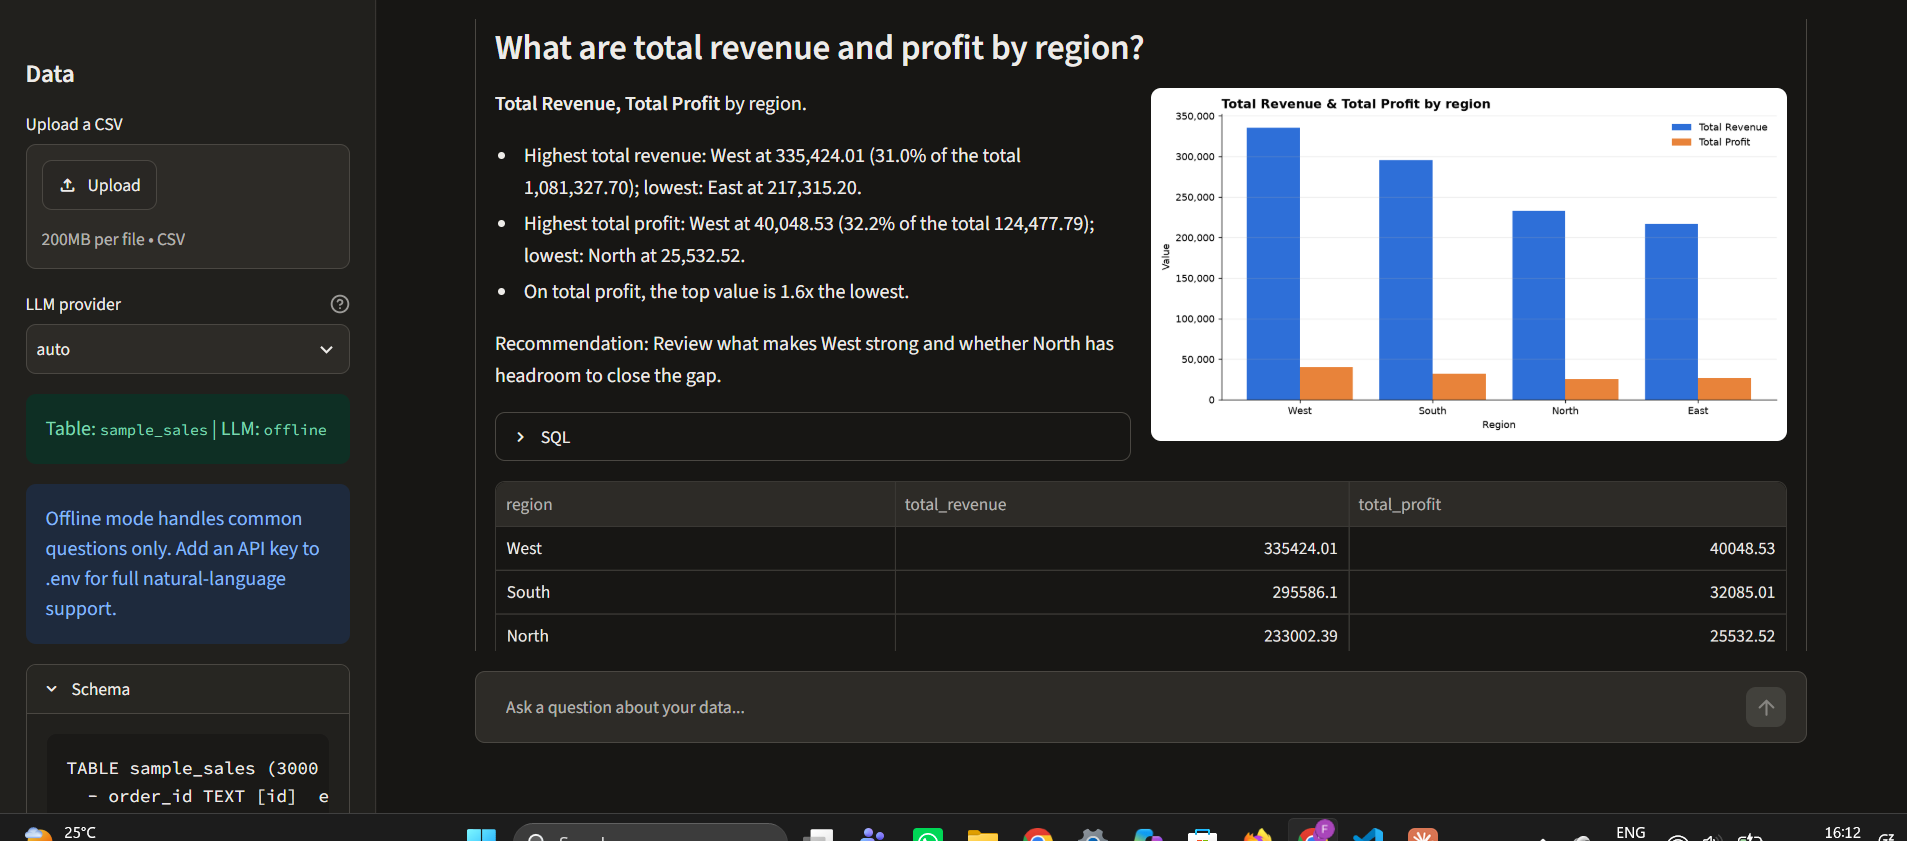 Data
Upload a CSV
Upload
200MB per file • CSV
LLM provider
auto
Table: sample_sales | LLM: offline
Offline mode handles common
questions only. Add an API key to
.env for full natural-language
support.
Schema
TABLE sample_sales (3000
- order_id TEXT [id] e
What are total revenue and profit by region?
Total Revenue, Total Profit by region.
• Highest total revenue: West at 335,424.01 (31.0% of the total
1,081,327.70); lowest: East at 217,315.20.
• Highest total profit: West at 40,048.53 (32.2% of the total 124,477.79);
lowest: North at 25,532.52.
• On total profit, the top value is 1.6x the lowest.
Recommendation: Review what makes West strong and whether North has
headroom to close the gap.
SQL
Total Revenue & Total Profit by region
Total Revenue
Total Profit
350,000
300,000
250,000
200,000
150,000
100,000
50,000
0
Value
West South North East
Region
region total_revenue total_profit
West 335424.01 40048.53
South 295586.1 32085.01
North 233002.39 25532.52
Ask a question about your data...
25°C
F
ENG
16:12